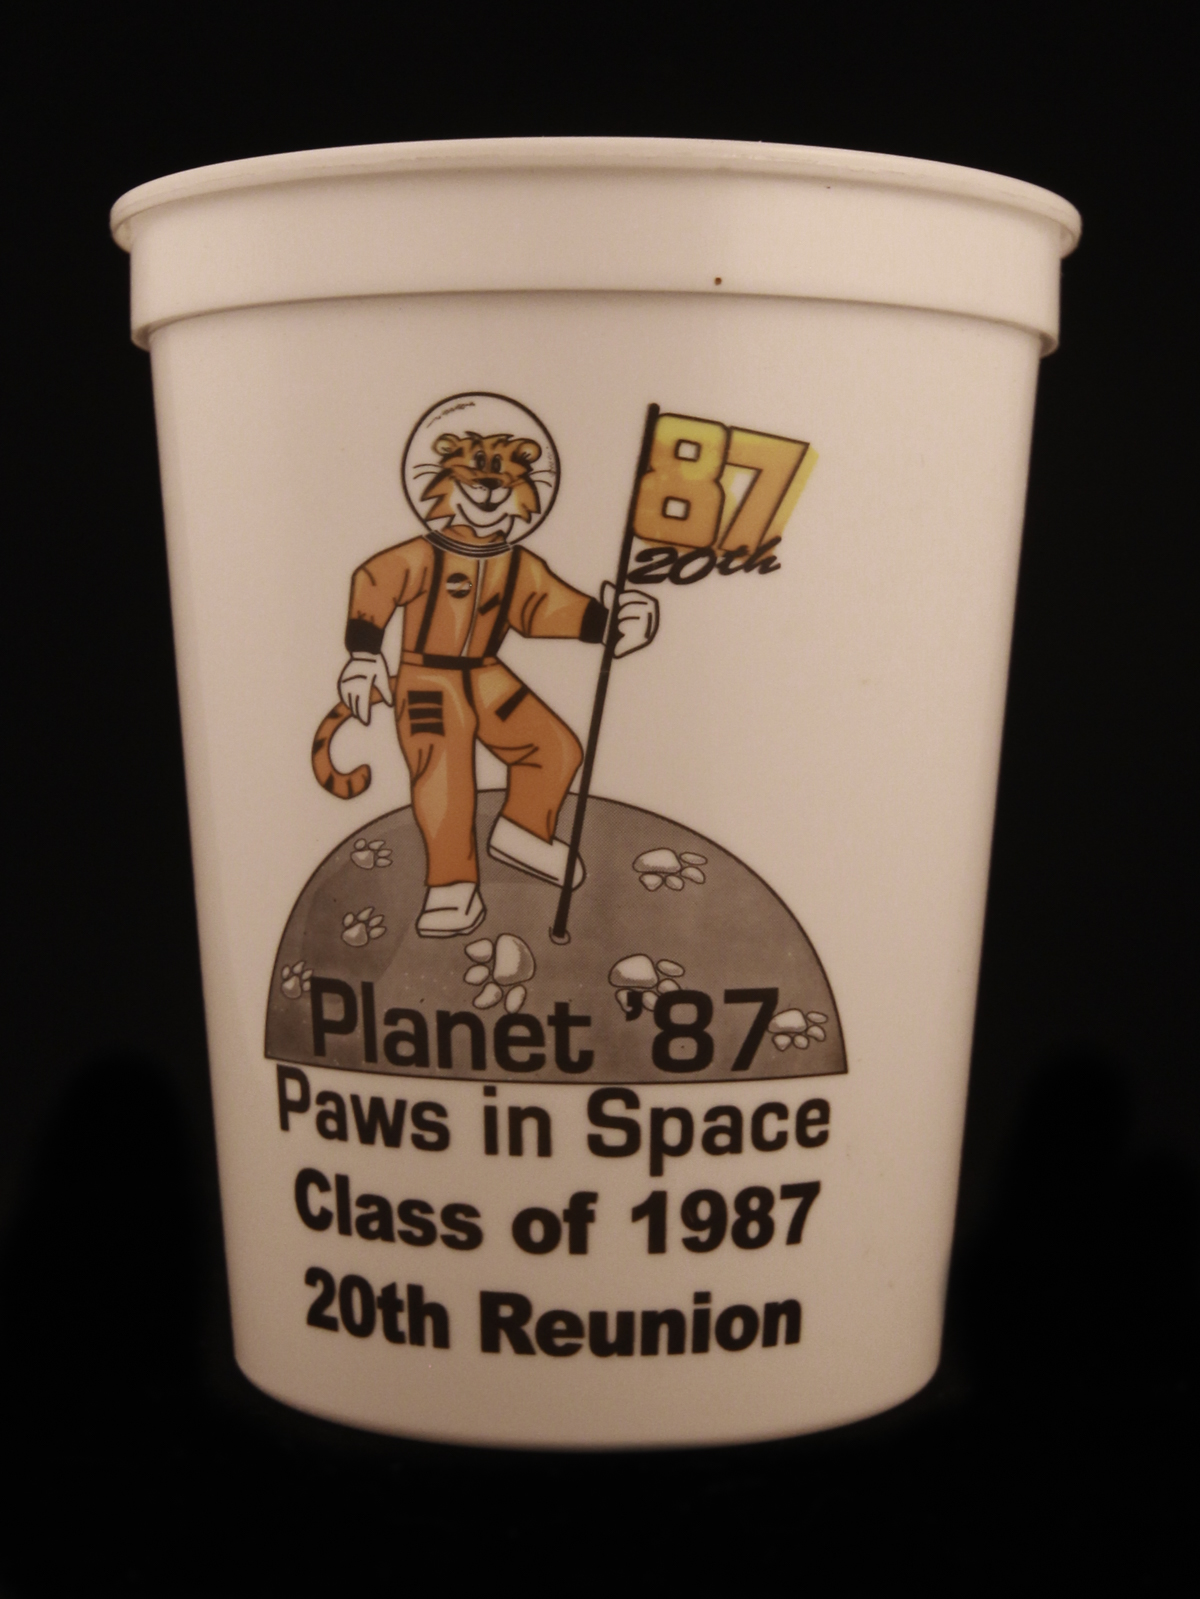 87
20th
Planet '87
Paws in Space
Class of 1987
20th Reunion